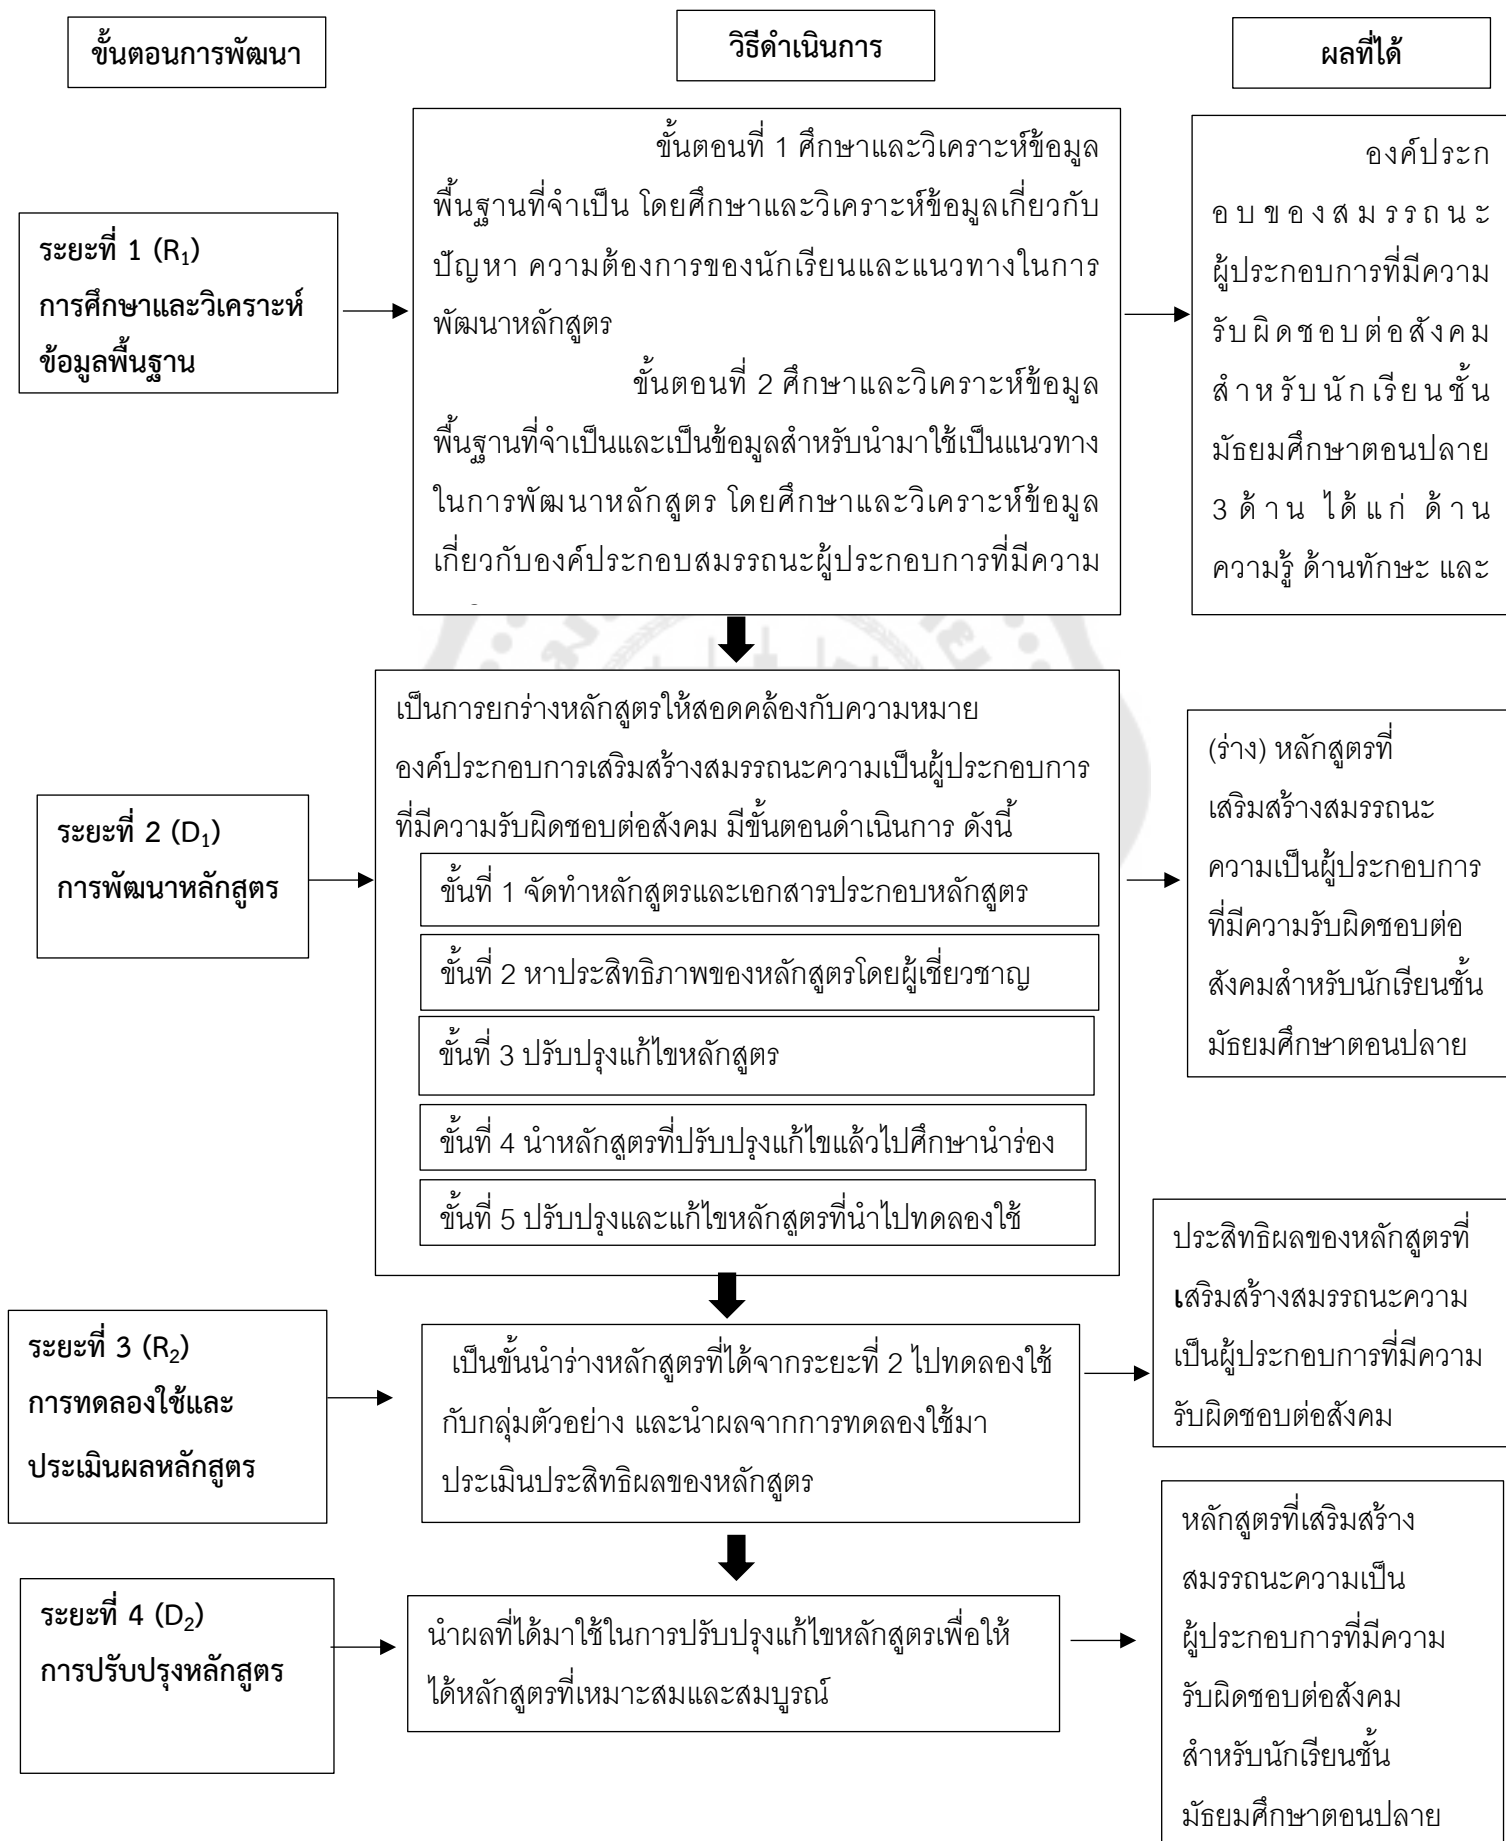 ขั้นตอนการพัฒนา
วิธีดำเนินการ
ผลที่ได้
ระยะที่ 1 (R1)
การศึกษาและวิเคราะห์
ข้อมูลพื้นฐาน
ขั้นตอนที่ 1 ศึกษาและวิเคราะห์ข้อมูล
พื้นฐานที่จำเป็น โดยศึกษาและวิเคราะห์ข้อมูลเกี่ยวกับ
ปัญหา ความต้องการของนักเรียนและแนวทางในการ
พัฒนาหลักสูตร
ขั้นตอนที่ 2 ศึกษาและวิเคราะห์ข้อมูล
พื้นฐานที่จำเป็นและเป็นข้อมูลสำหรับนำมาใช้เป็นแนวทาง
ในการพัฒนาหลักสูตร โดยศึกษาและวิเคราะห์ข้อมูล
เกี่ยวกับองค์ประกอบสมรรถนะผู้ประกอบการที่มีความ
องค์ประก
อบของสมรรถนะ
ผู้ประกอบการที่มีความ
รับผิดชอบต่อสังคม
สำหรับนักเรียนชั้น
มัธยมศึกษาตอนปลาย
3 ด้าน ได้แก่ ด้าน
ความรู้ ด้านทักษะ และ
ระยะที่ 2 (D1)
การพัฒนาหลักสูตร
เป็นการยกร่างหลักสูตรให้สอดคล้องกับความหมาย
องค์ประกอบการเสริมสร้างสมรรถนะความเป็นผู้ประกอบการ
ที่มีความรับผิดชอบต่อสังคม มีขั้นตอนดำเนินการ ดังนี้
ขั้นที่ 1 จัดทำหลักสูตรและเอกสารประกอบหลักสูตร
ขั้นที่ 2 หาประสิทธิภาพของหลักสูตรโดยผู้เชี่ยวชาญ
ขั้นที่ 3 ปรับปรุงแก้ไขหลักสูตร
ขั้นที่ 4 นำหลักสูตรที่ปรับปรุงแก้ไขแล้วไปศึกษานำร่อง
ขั้นที่ 5 ปรับปรุงและแก้ไขหลักสูตรที่นำไปทดลองใช้
(ร่าง) หลักสูตรที่
เสริมสร้างสมรรถนะ
ความเป็นผู้ประกอบการ
ที่มีความรับผิดชอบต่อ
สังคมสำหรับนักเรียนชั้น
มัธยมศึกษาตอนปลาย
ระยะที่ 3 (R2)
การทดลองใช้และ
ประเมินผลหลักสูตร
เป็นขั้นนำร่างหลักสูตรที่ได้จากระยะที่ 2 ไปทดลองใช้
กับกลุ่มตัวอย่าง และนำผลจากการทดลองใช้มา
ประเมินประสิทธิผลของหลักสูตร
ประสิทธิผลของหลักสูตรที่
เสริมสร้างสมรรถนะความ
เป็นผู้ประกอบการที่มีความ
รับผิดชอบต่อสังคม
ระยะที่ 4 (D2)
การปรับปรุงหลักสูตร
นำผลที่ได้มาใช้ในการปรับปรุงแก้ไขหลักสูตรเพื่อให้
ได้หลักสูตรที่เหมาะสมและสมบูรณ์
หลักสูตรที่เสริมสร้าง
สมรรถนะความเป็น
ผู้ประกอบการที่มีความ
รับผิดชอบต่อสังคม
สำหรับนักเรียนชั้น
มัธยมศึกษาตอนปลาย